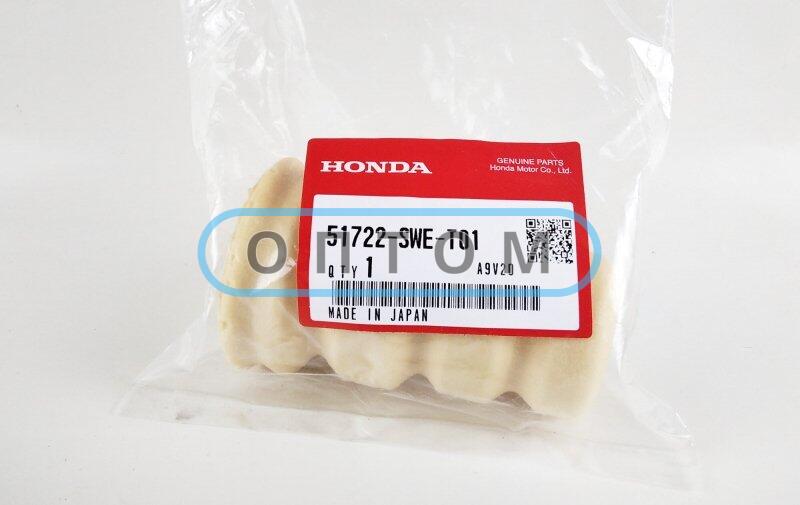 HONDA
GENUINE PARTS
Honda Motor Co., Ltd.
51722-SWE-T01
ОПТОМ
QTY 1
A9V20
MADE IN JAPAN